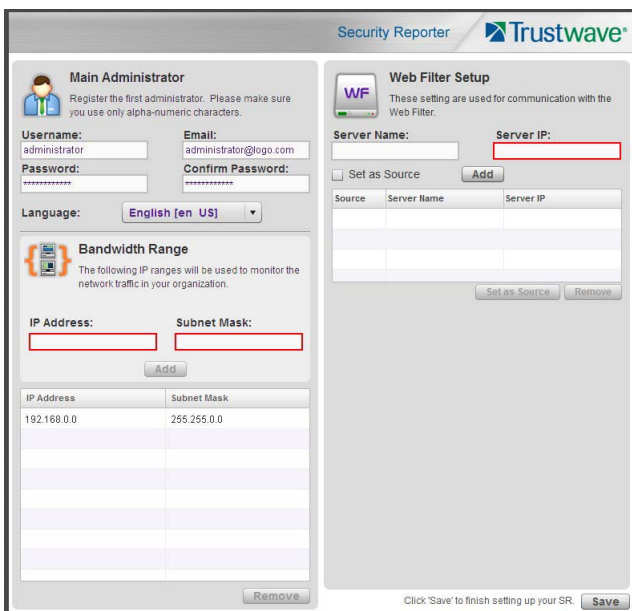 Security Reporter
Trustwave®
Main Administrator
Register the first administrator. Please make sure
you use only alpha-numeric characters.
Username:
Email:
administrator
administrator@logo.com
Password:
Confirm Password:
************
************
Language:
English [en US]
Bandwidth Range
The following IP ranges will be used to monitor the
network traffic in your organization.
IP Address:
Subnet Mask:
Add
IP Address
Subnet Mask
192.168.0.0
255.255.0.0
Remove
WF
Web Filter Setup
These setting are used for communication with the
Web Filter.
Server Name:
Server IP:
Set as Source
Add
Source
Server Name
Server IP
Set as Source
Remove
Click 'Save' to finish setting up your SR.
Save